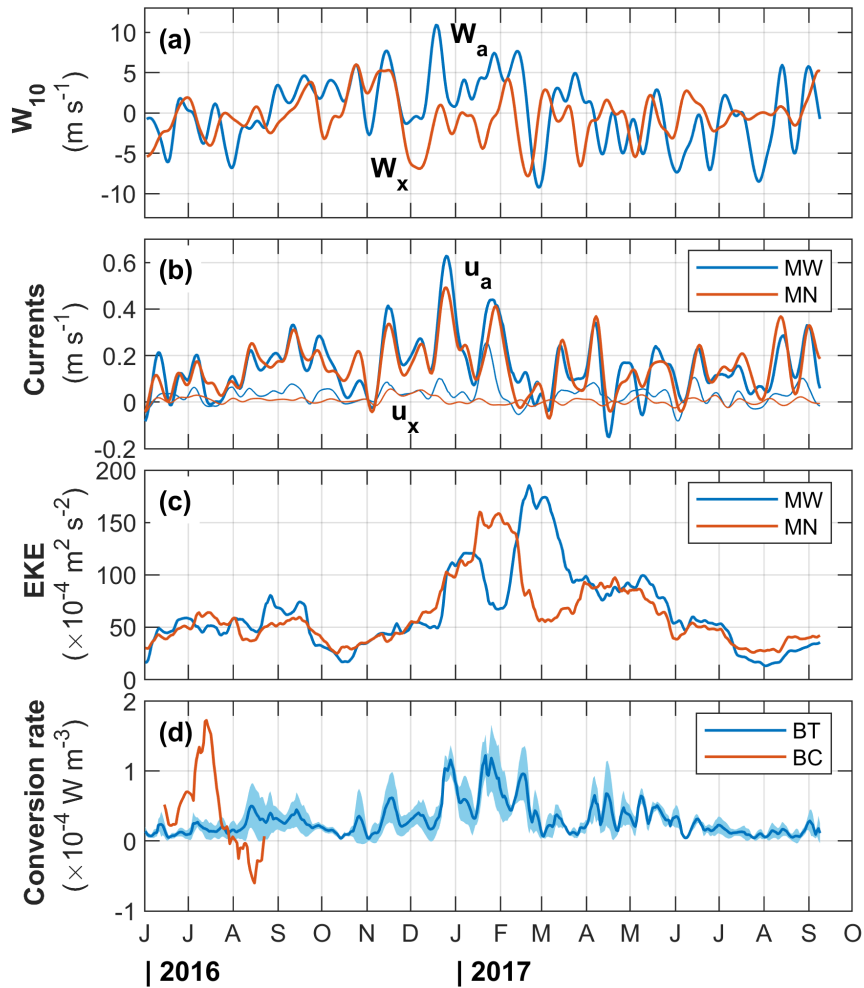 (a)
W₁₀
(m s⁻¹)
10
5
0
-5
-10
Wₐ
Wₓ
(b)
Currents
(m s⁻¹)
0.6
0.4
0.2
0
-0.2
uₐ
uₓ
MW
MN
(c)
EKE
(×10⁻⁴ m² s⁻²)
200
150
100
50
0
MW
MN
(d)
Conversion rate
(×10⁻⁴ W m⁻³)
2
1
0
-1
BT
BC
J J A S O N D J F M A M J J A S O
| 2016 | 2017